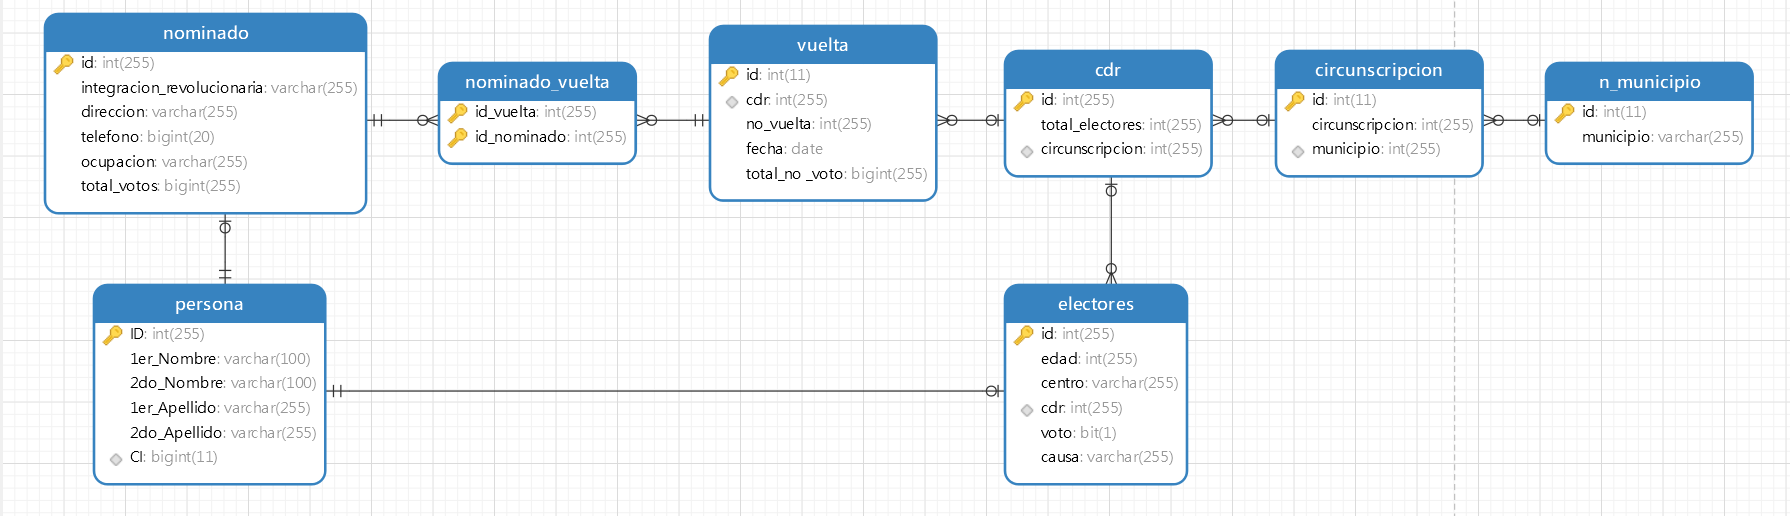 nominado
id: int(255)
integracion_revolucionaria: varchar(255)
direccion: varchar(255)
telefono: bigint(20)
ocupacion: varchar(255)
total_votos: bigint(255)
nominado_vuelta
id_vuelta: int(255)
id_nominado: int(255)
vuelta
id: int(11)
cdr: int(255)
no_vuelta: int(255)
fecha: date
total_no _voto: bigint(255)
cdr
id: int(255)
total_electores: int(255)
circunscripcion: int(255)
circunscripcion
id: int(11)
circunscripcion: int(255)
municipio: int(255)
n_municipio
id: int(11)
municipio: varchar(255)
persona
ID: int(255)
1er_Nombre: varchar(100)
2do_Nombre: varchar(100)
1er_Apellido: varchar(255)
2do_Apellido: varchar(255)
CI: bigint(11)
electores
id: int(255)
edad: int(255)
centro: varchar(255)
cdr: int(255)
voto: bit(1)
causa: varchar(255)